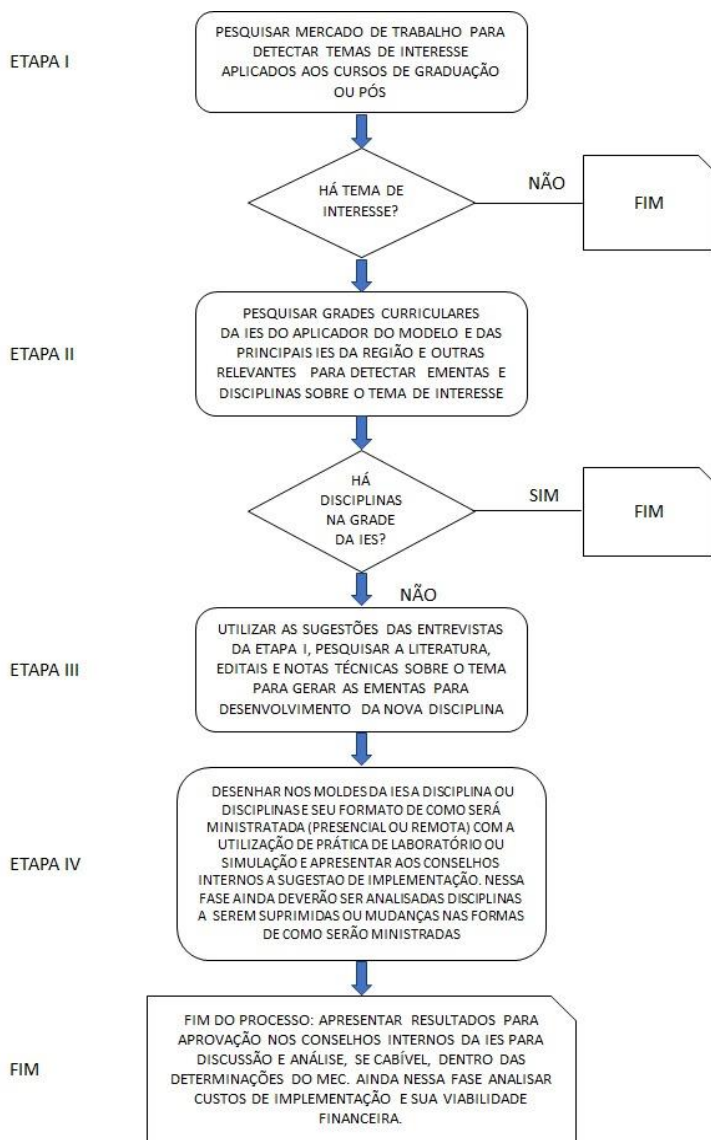 ETAPA I
PESQUISAR MERCADO DE TRABALHO PARA
DETECTAR TEMAS DE INTERESSE
APLICADOS AOS CURSOS DE GRADUAÇÃO
OU PÓS
HÁ TEMA DE
INTERESSE?
NÃO
FIM
ETAPA II
PESQUISAR GRADES CURRICULARES
DA IES DO APLICADOR DO MODELO E DAS
PRINCIPAIS IES DA REGIÃO E OUTRAS
RELEVANTES PARA DETECTAR EMENTAS E
DISCIPLINAS SOBRE O TEMA DE INTERESSE
HÁ
DISCIPLINAS
NA GRADE
DA IES?
SIM
FIM
NÃO
ETAPA III
UTILIZAR AS SUGESTÕES DAS ENTREVISTAS
DA ETAPA I, PESQUISAR A LITERATURA,
EDITAIS E NOTAS TÉCNICAS SOBRE O TEMA
PARA GERAR AS EMENTAS PARA
DESENVOLVIMENTO DA NOVA DISCIPLINA
ETAPA IV
DESENHAR NOS MOLDES DA IES A DISCIPLINA OU
DISCIPLINAS E SEU FORMATO DE COMO SERÁ
MINISTRATADA (PRESENCIAL OU REMOTA) COM A
UTILIZAÇÃO DE PRÁTICA DE LABORATÓRIO OU
SIMULAÇÃO E APRESENTAR AOS CONSELHOS
INTERNOS A SUGESTAO DE IMPLEMENTAÇÃO. NESSA
FASE AINDA DEVERÃO SER ANALISADAS DISCIPLINAS
A SEREM SUPRIMIDAS OU MUDANÇAS NAS FORMAS
DE COMO SERÃO MINISTRADAS
FIM
FIM DO PROCESSO: APRESENTAR RESULTADOS PARA
APROVAÇÃO NOS CONSELHOS INTERNOS DA IES PARA
DISCUSSÃO E ANÁLISE, SE CABÍVEL, DENTRO DAS
DETERMINAÇÕES DO MEC. AINDA NESSA FASE ANALISAR
CUSTOS DE IMPLEMENTAÇÃO E SUA VIABILIDADE
FINANCEIRA.